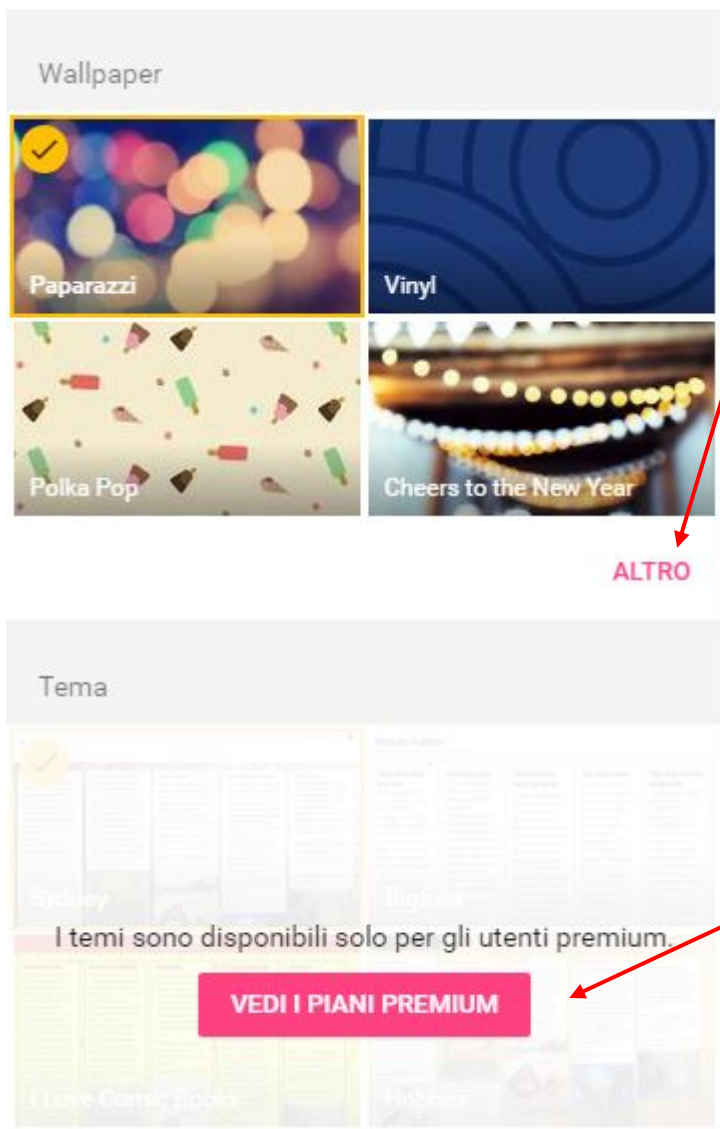 Wallpaper
Paparazzi
Vinyl
Polka Pop
Cheers to the New Year
ALTRO
Tema
Sydney
Bigfoot
I temi sono disponibili solo per gli utenti premium.
VEDI I PIANI PREMIUM
I Love Comic Books
Hobbies